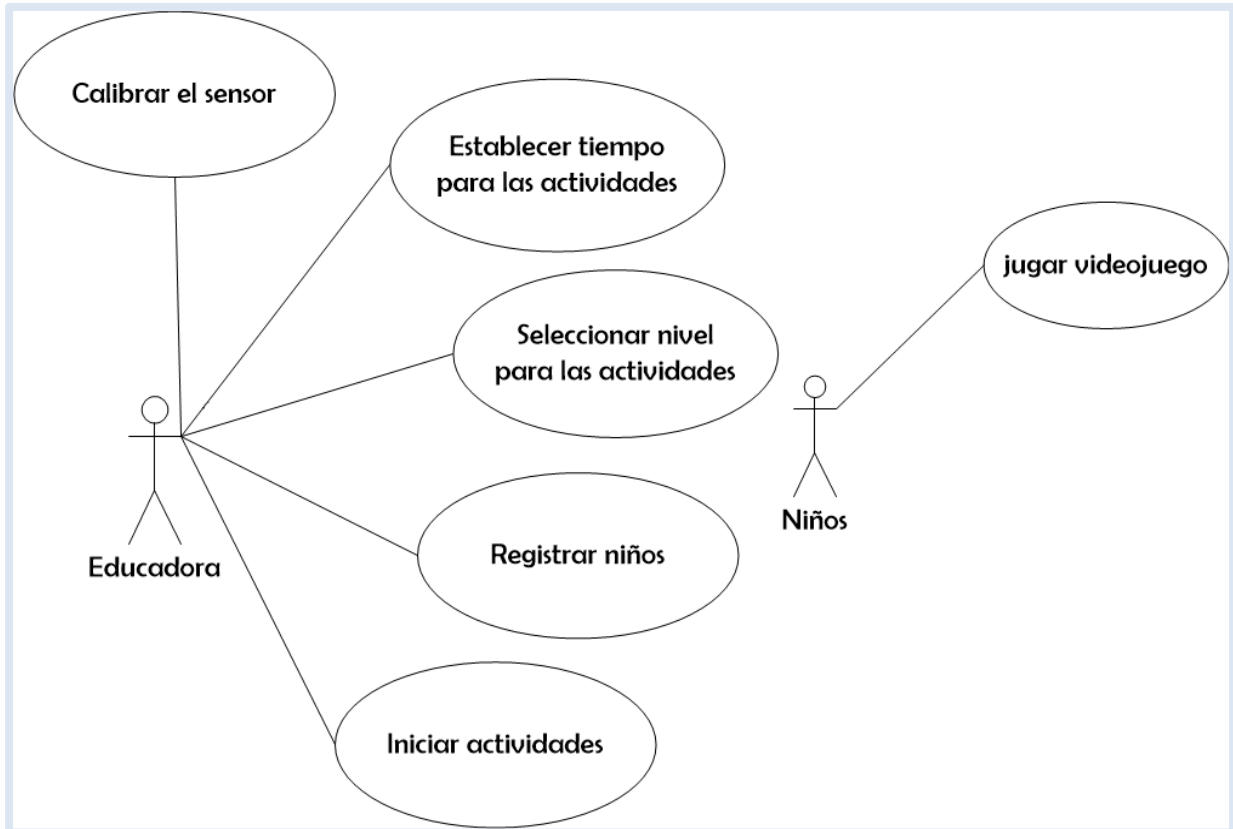 Calibrar el sensor
Establecer tiempo
para las actividades
jugar videojuego
Seleccionar nivel
para las actividades
Niños
Educadora
Registrar niños
Iniciar actividades